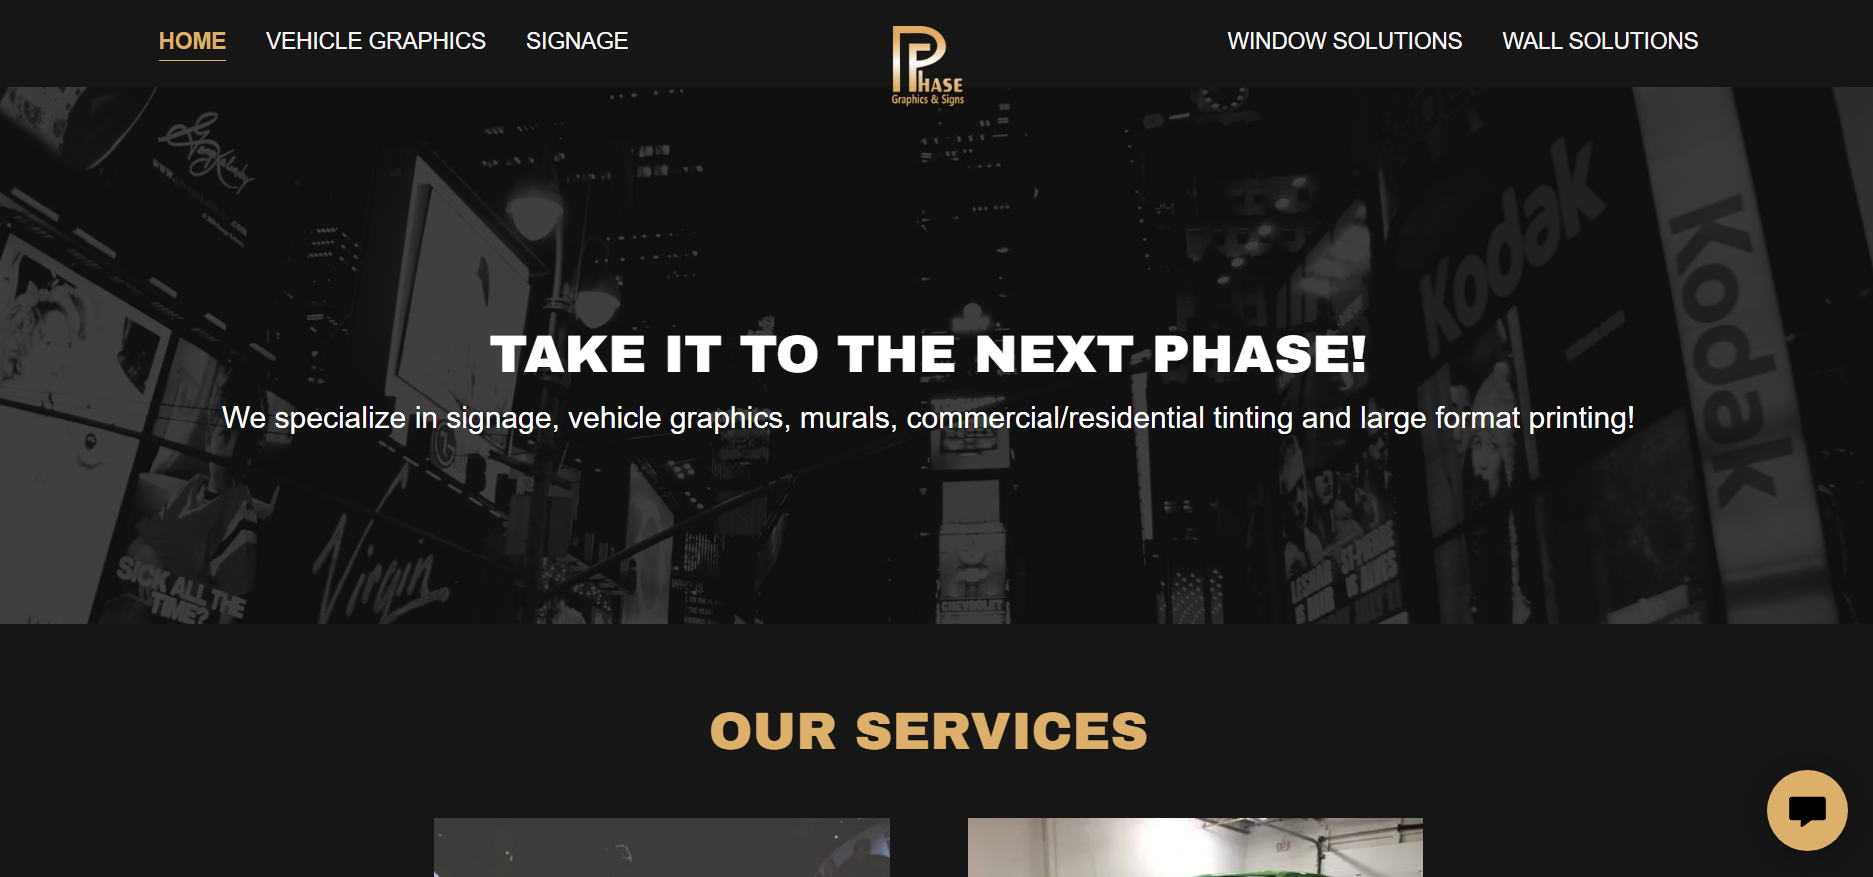 HOME
VEHICLE GRAPHICS
SIGNAGE
PHASE
Graphics & Signs
WINDOW SOLUTIONS
WALL SOLUTIONS
Kodak
Kodak
TAKE IT TO THE NEXT PHASE!
We specialize in signage, vehicle graphics, murals, commercial/residential tinting and large format printing!
Virgin
SICK ALL THE
TIME?
WHO IS
CHEVROLET
OUR SERVICES